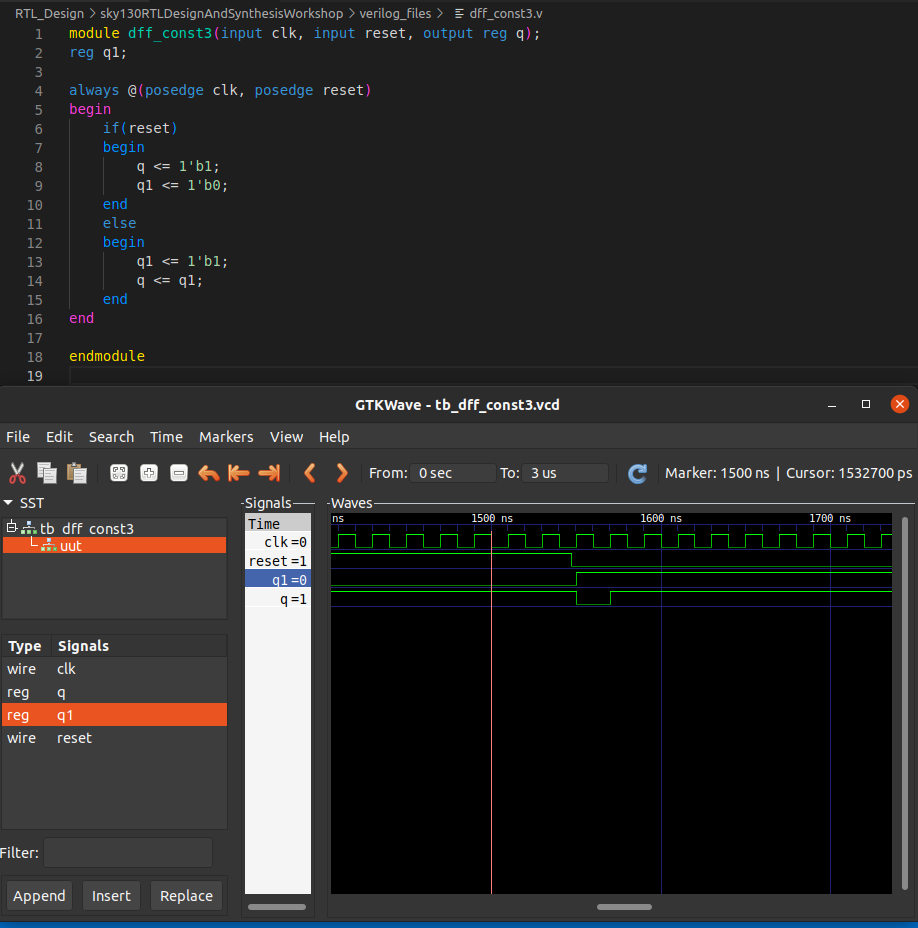 RTL_Design > sky130RTLDesignAndSynthesisWorkshop > verilog_files > dff_const3.v
1 module dff_const3(input clk, input reset, output reg q);
2 reg q1;
3
4 always @(posedge clk, posedge reset)
5 begin
6 if(reset)
7 begin
8 q <= 1'b1;
9 q1 <= 1'b0;
10 end
11 else
12 begin
13 q1 <= 1'b1;
14 q <= q1;
15 end
16 end
17
18 endmodule
19
GTKWave - tb_dff_const3.vcd
File Edit Search Time Markers View Help
From: 0 sec To: 3 us Marker: 1500 ns | Cursor: 1532700 ps
SST
tb_dff_const3
uut
Type Signals
wire clk
reg q
reg q1
wire reset
Filter:
Append Insert Replace
Signals
Time
clk=0
reset=1
q1=0
q=1
Waves
ns 1500 ns 1600 ns 1700 ns